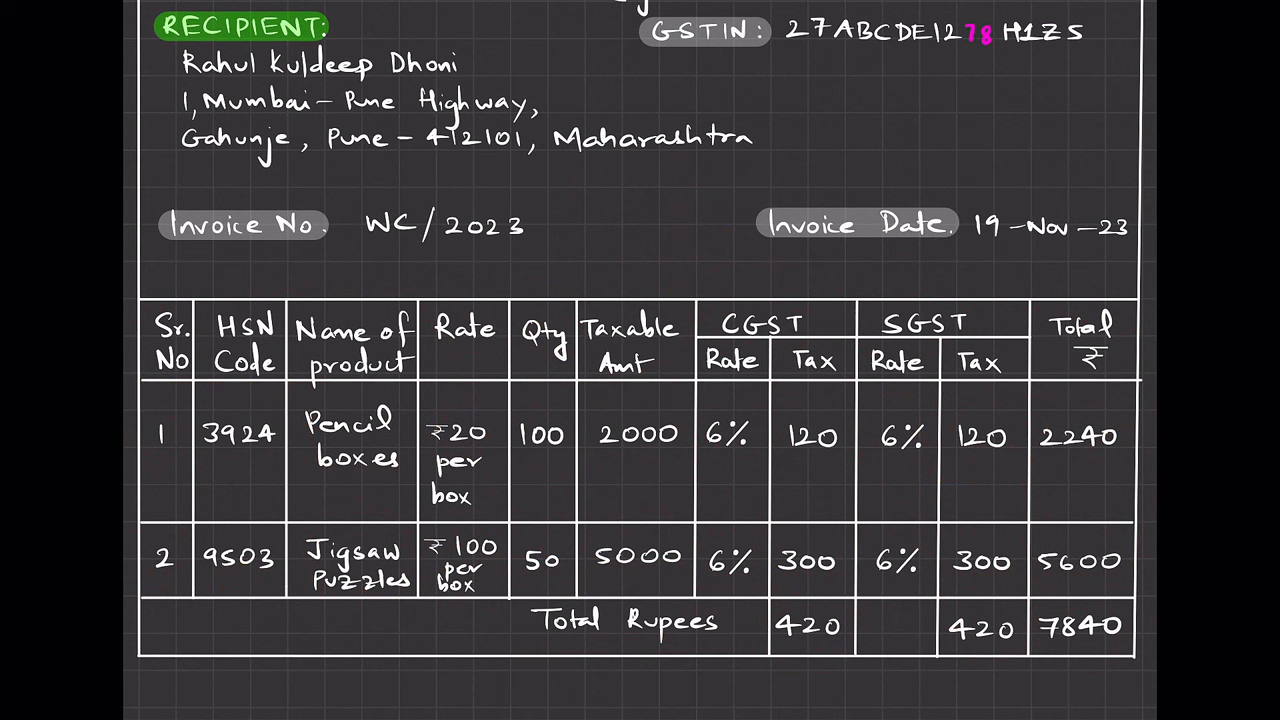 RECIPIENT:
GSTIN: 27ABCDE1278H1Z5
Rahul Kuldeep Dhoni
1, Mumbai - Pune Highway,
Gahunje, Pune - 412101, Maharashtra
Invoice No. WC/2023
Invoice Date. 19-Nov-23
Sr. No HSN Code Name of product Rate Qty Taxable Amt CGST Rate Tax SGST Rate Tax Total ₹
1 3924 Pencil boxes ₹20 per box 100 2000 6% 120 6% 120 2240
2 9503 Jigsaw Puzzles ₹100 per box 50 5000 6% 300 6% 300 5600
Total Rupees 420 420 7840